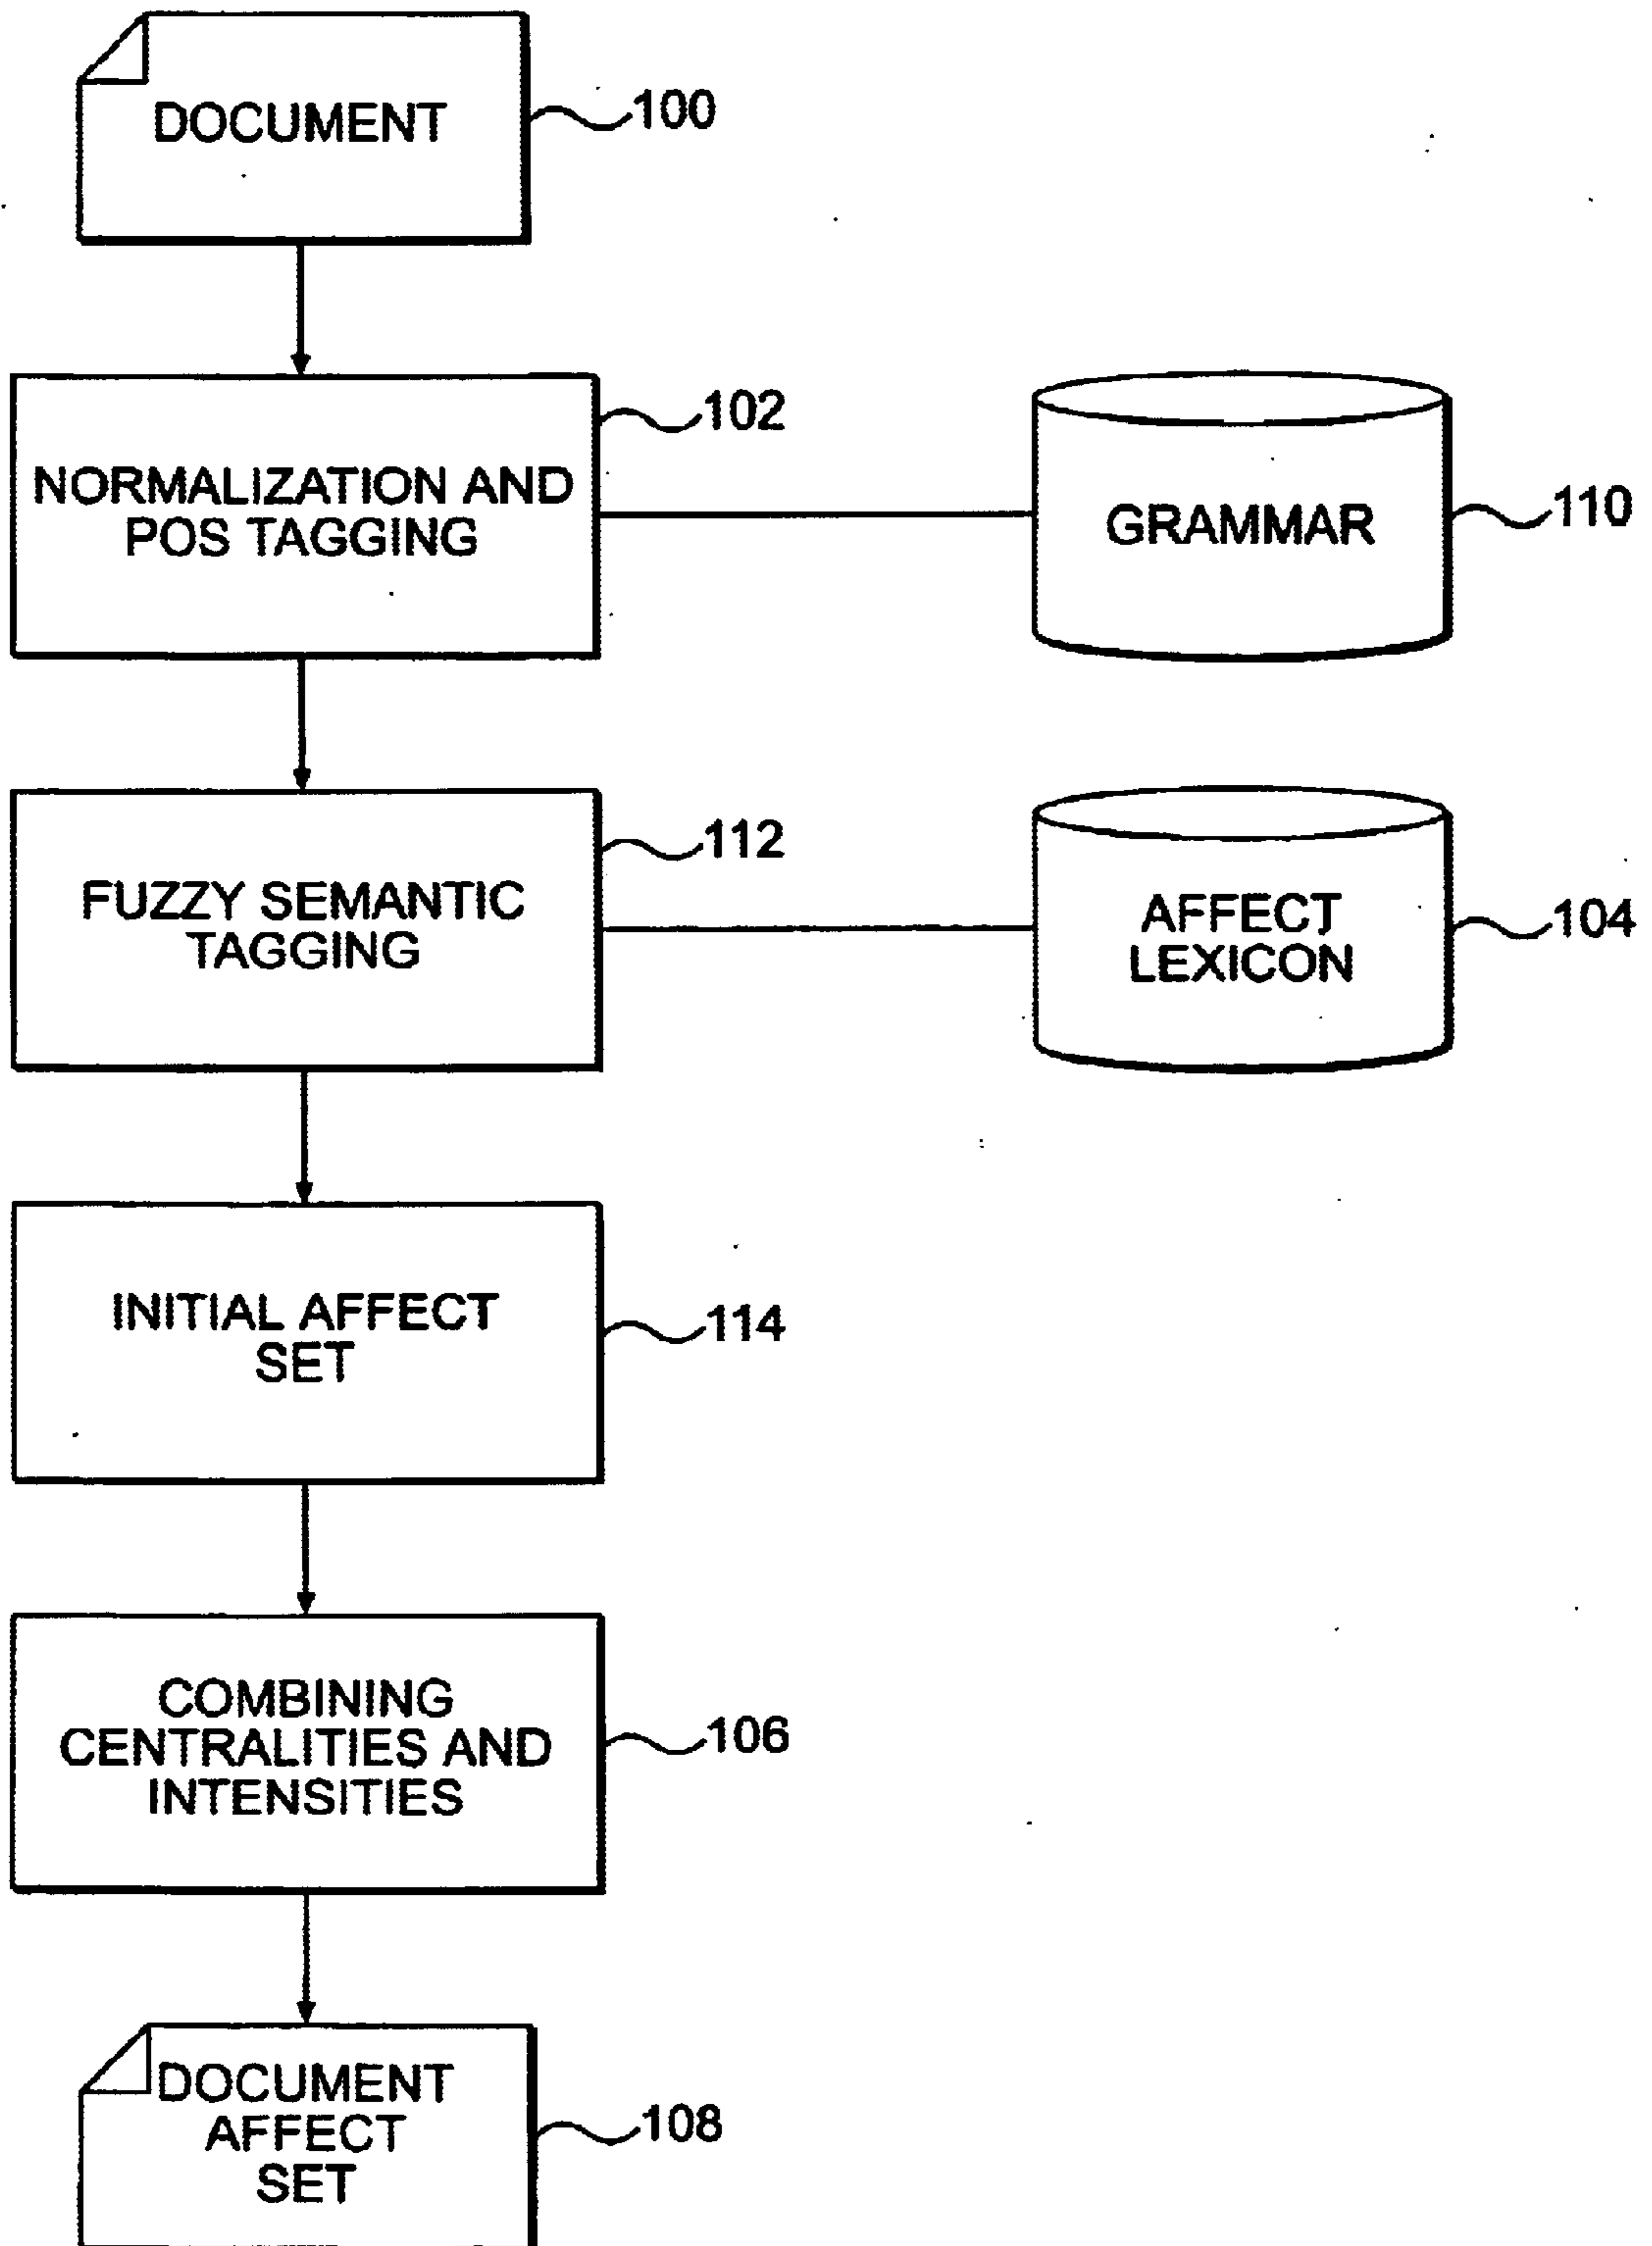 DOCUMENT
100
102
NORMALIZATION AND
POS TAGGING
GRAMMAR
110
112
FUZZY SEMANTIC
TAGGING
AFFECT
LEXICON
104
INITIAL AFFECT
SET
114
COMBINING
CENTRALITIES AND
INTENSITIES
106
DOCUMENT
AFFECT
SET
108